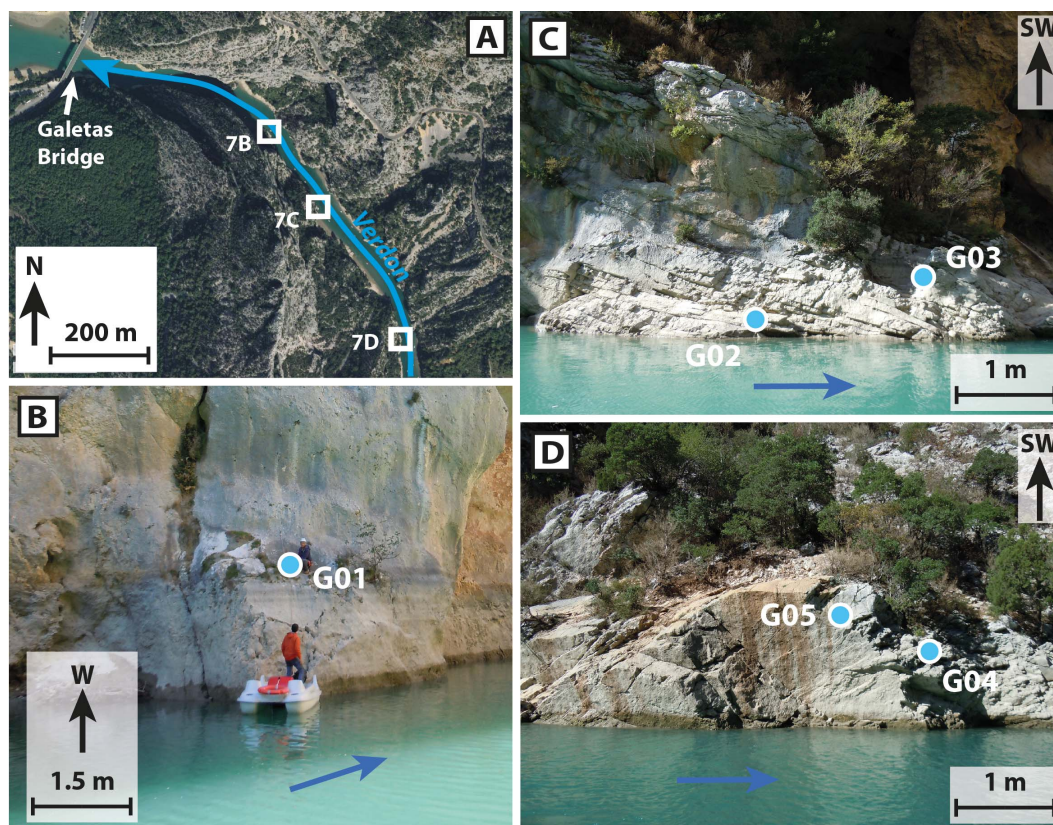 A
Galetas
Bridge
7B
7C
Verdon
7D
N
200 m
B
G01
W
1.5 m
C
SW
G03
G02
1 m
D
SW
G05
G04
1 m